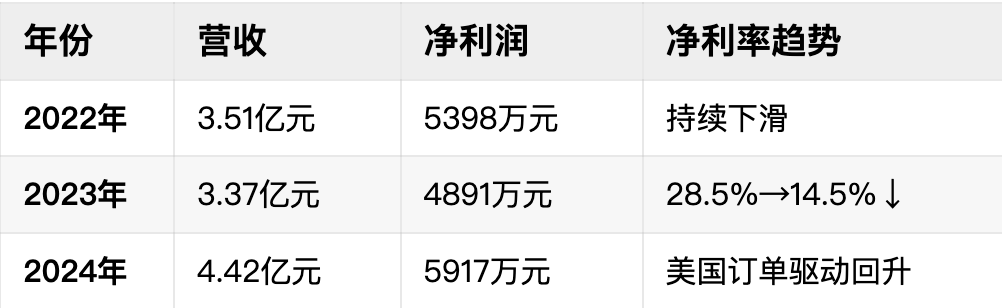 年份 营收 净利润 净利率趋势
2022年 3.51亿元 5398万元 持续下滑
2023年 3.37亿元 4891万元 28.5%→14.5%↓
2024年 4.42亿元 5917万元 美国订单驱动回升